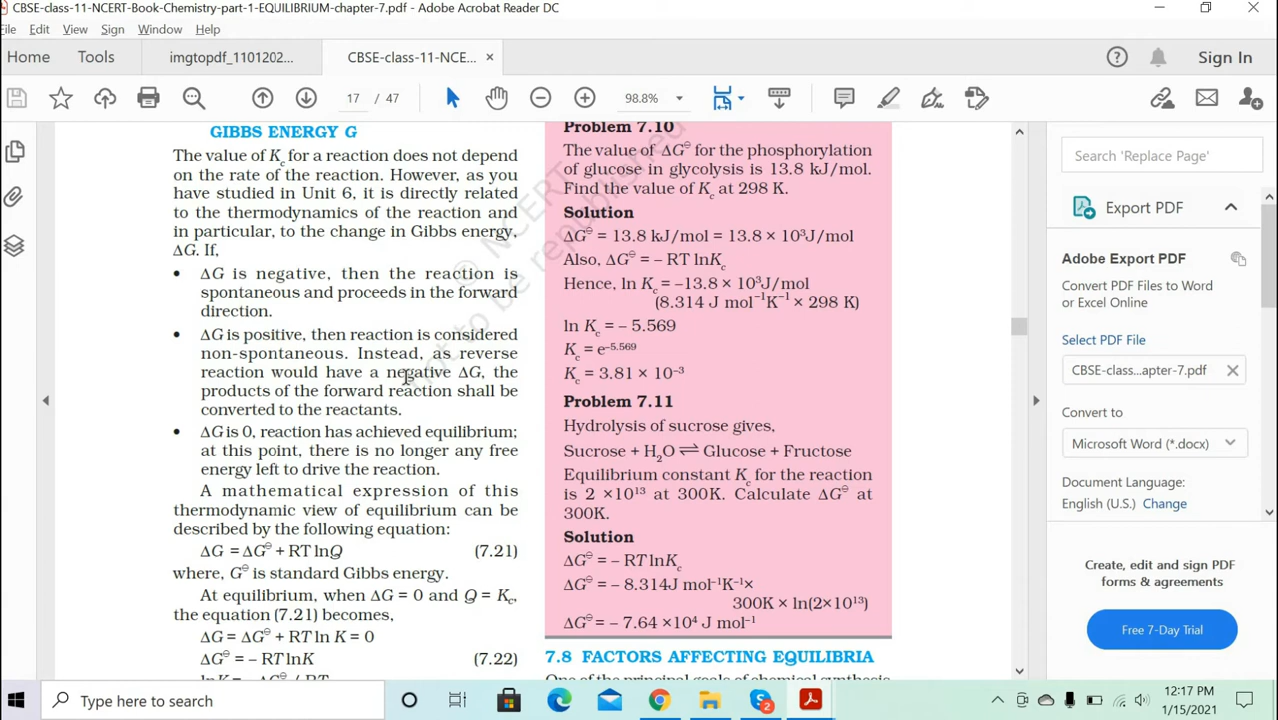 CBSE-class-11-NCERT-Book-Chemistry-part-1-EQUILIBRIUM-chapter-7.pdf - Adobe Acrobat Reader DC
File Edit View Sign Window Help
Home Tools imgtopdf_1101202... CBSE-class-11-NCE... × Sign In
17 / 47 98.8%
GIBBS ENERGY G
The value of Kc for a reaction does not depend
on the rate of the reaction. However, as you
have studied in Unit 6, it is directly related
to the thermodynamics of the reaction and
in particular, to the change in Gibbs energy,
ΔG. If,
• ΔG is negative, then the reaction is
spontaneous and proceeds in the forward
direction.
• ΔG is positive, then reaction is considered
non-spontaneous. Instead, as reverse
reaction would have a negative ΔG, the
products of the forward reaction shall be
converted to the reactants.
• ΔG is 0, reaction has achieved equilibrium;
at this point, there is no longer any free
energy left to drive the reaction.
A mathematical expression of this
thermodynamic view of equilibrium can be
described by the following equation:
ΔG = ΔG⊖ + RT lnQ (7.21)
where, G⊖ is standard Gibbs energy.
At equilibrium, when ΔG = 0 and Q = Kc,
the equation (7.21) becomes,
ΔG = ΔG⊖ + RT ln K = 0
ΔG⊖ = – RT lnK (7.22)
lnK = – ΔG⊖ / RT
Problem 7.10
The value of ΔG⊖ for the phosphorylation
of glucose in glycolysis is 13.8 kJ/mol.
Find the value of Kc at 298 K.
Solution
ΔG⊖ = 13.8 kJ/mol = 13.8 × 10³J/mol
Also, ΔG⊖ = – RT lnKc
Hence, ln Kc = –13.8 × 10³J/mol
(8.314 J mol⁻¹K⁻¹ × 298 K)
ln Kc = – 5.569
Kc = e⁻⁵·⁵⁶⁹
Kc = 3.81 × 10⁻³
Problem 7.11
Hydrolysis of sucrose gives,
Sucrose + H₂O ⇌ Glucose + Fructose
Equilibrium constant Kc for the reaction
is 2 ×10¹³ at 300K. Calculate ΔG⊖ at
300K.
Solution
ΔG⊖ = – RT lnKc
ΔG⊖ = – 8.314J mol⁻¹K⁻¹×
300K × ln(2×10¹³)
ΔG⊖ = – 7.64 ×10⁴ J mol⁻¹
7.8 FACTORS AFFECTING EQUILIBRIA
One of the principal goals of chemical synthesis
© NCERT
not to be republished
Search 'Replace Page'
Export PDF
Adobe Export PDF
Convert PDF Files to Word
or Excel Online
Select PDF File
CBSE-class...apter-7.pdf ×
Convert to
Microsoft Word (*.docx)
Document Language:
English (U.S.) Change
Create, edit and sign PDF
forms & agreements
Free 7-Day Trial
Type here to search
2
12:17 PM
1/15/2021